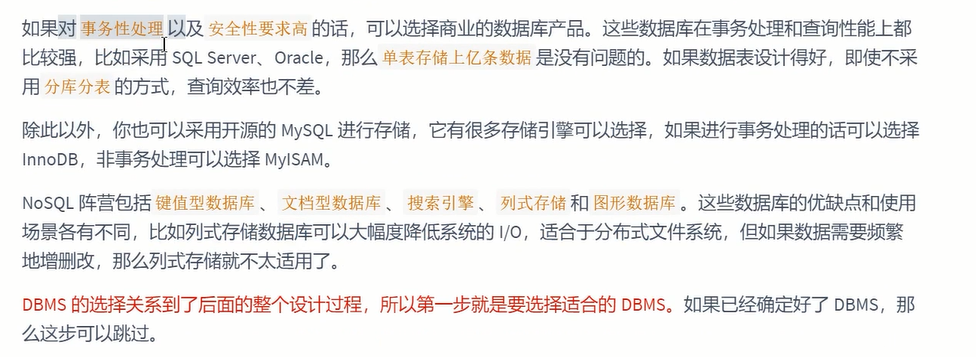 如果对 事务性处理 以及 安全性要求高 的话，可以选择商业的数据库产品。这些数据库在事务处理和查询性能上都
比较强，比如采用 SQL Server、Oracle，那么 单表存储上亿条数据 是没有问题的。如果数据表设计得好，即使不采
用 分库分表 的方式，查询效率也不差。
除此以外，你也可以采用开源的 MySQL 进行存储，它有很多存储引擎可以选择，如果进行事务处理的话可以选择
InnoDB，非事务处理可以选择 MyISAM。
NoSQL 阵营包括 键值型数据库 、 文档型数据库 、 搜索引擎 、 列式存储 和 图形数据库 。这些数据库的优缺点和使用
场景各有不同，比如列式存储数据库可以大幅度降低系统的 I/O，适合于分布式文件系统，但如果数据需要频繁
地增删改，那么列式存储就不太适用了。
DBMS 的选择关系到了后面的整个设计过程，所以第一步就是要选择适合的 DBMS。如果已经确定好了 DBMS，那
么这步可以跳过。